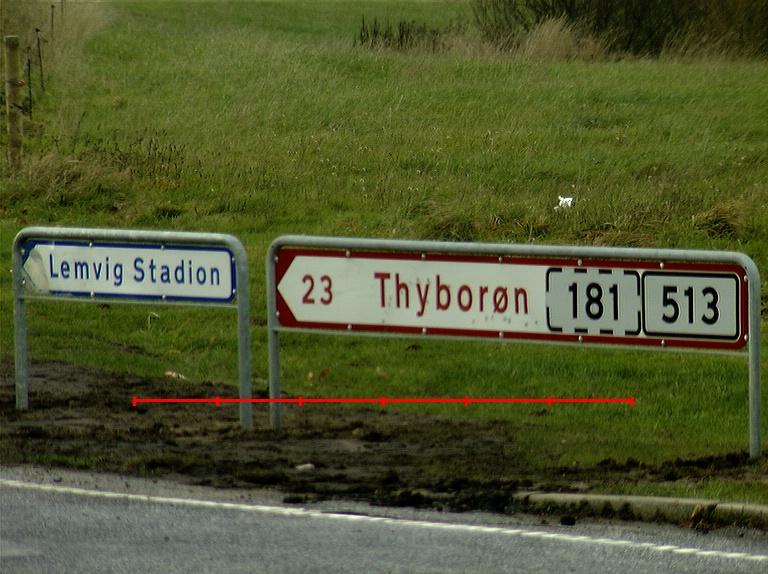 Lemvig Stadion
23 Thyborøn 181 513